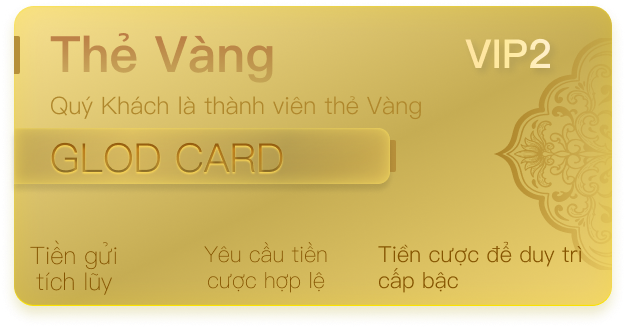 Thẻ Vàng
VIP2
Quý Khách là thành viên thẻ Vàng
GLOD CARD
Tiền gửi
tích lũy
Yêu cầu tiền
cược hợp lệ
Tiền cược để duy trì
cấp bậc